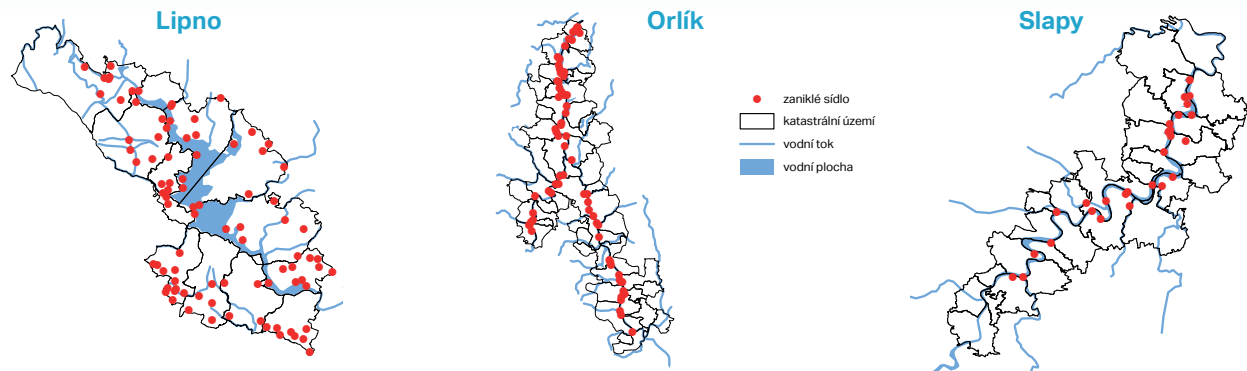 Lipno
Orlík
Slapy
zaniklé sídlo
katastrální území
vodní tok
vodní plocha